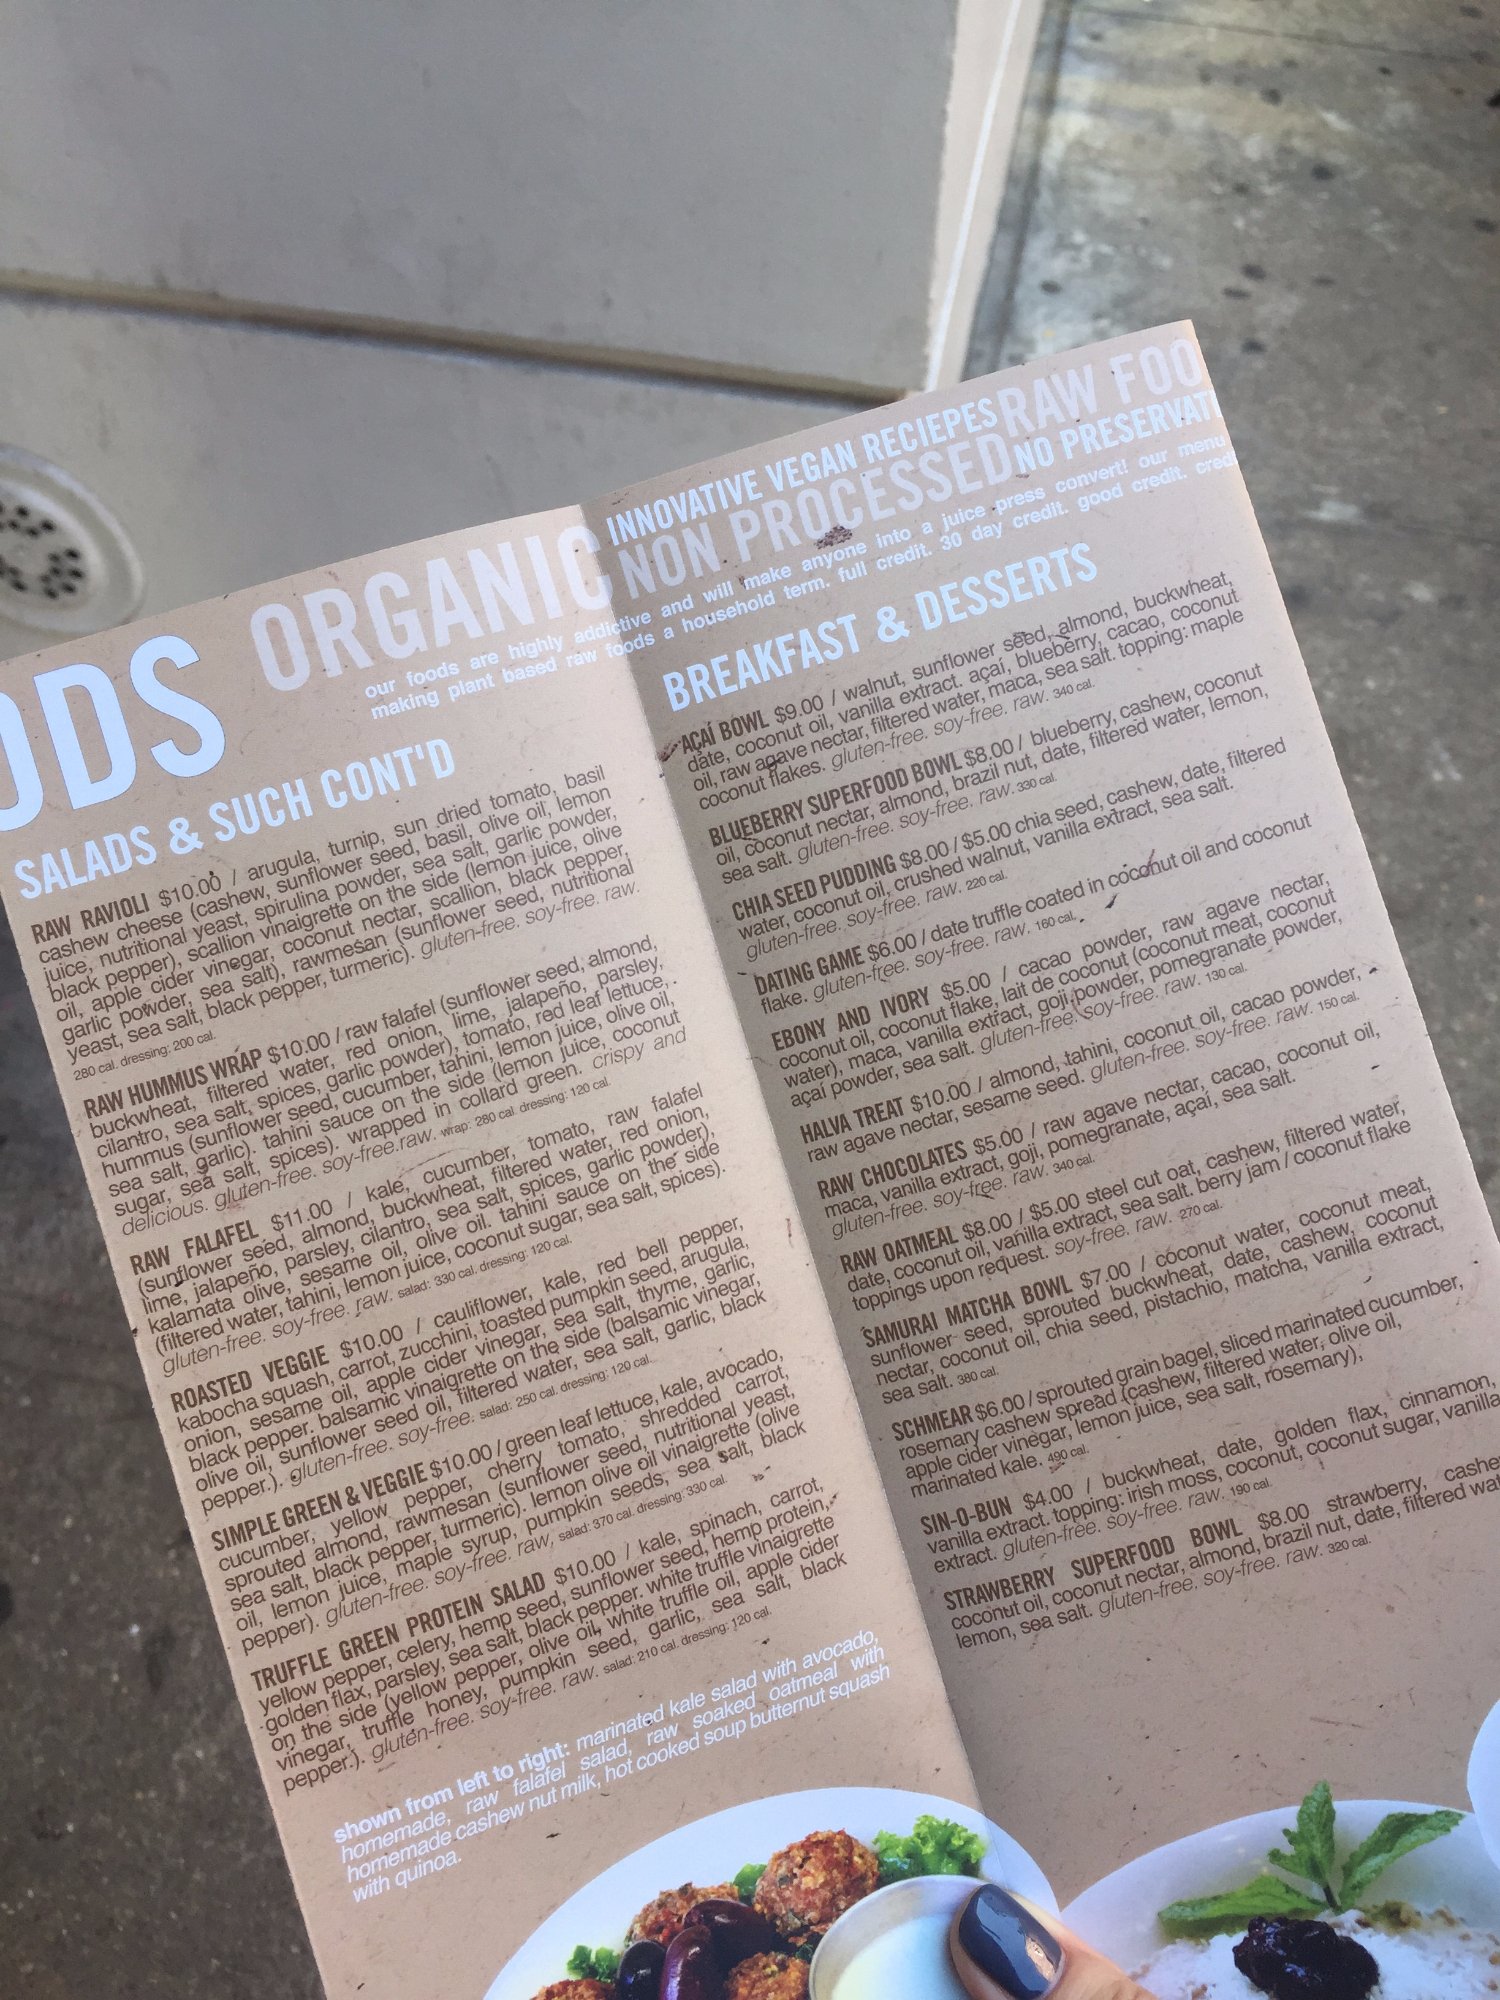 ODS
ORGANIC
INNOVATIVE VEGAN RECIEPES
RAW FOO
NON PROCESSED
NO PRESERVATI
our foods are highly addictive and will make anyone into a juice press convert! our menu
making plant based raw foods a household term. full credit. 30 day credit. good credit. cred
SALADS & SUCH CONT'D
RAW RAVIOLI $10.00 / arugula, turnip, sun dried tomato, basil
cashew cheese (cashew, sunflower seed, basil, olive oil, lemon
juice, nutritional yeast, spirulina powder, sea salt, garlic powder,
black pepper), scallion vinaigrette on the side (lemon juice, olive
oil, apple cider vinegar, coconut nectar, scallion, black pepper,
garlic powder, sea salt), rawmesan (sunflower seed, nutritional
yeast, sea salt, black pepper, turmeric). gluten-free. soy-free. raw.
280 cal. dressing: 200 cal.
RAW HUMMUS WRAP $10.00 / raw falafel (sunflower seed, almond,
buckwheat, filtered water, red onion, lime, jalapeño, parsley,
cilantro, sea salt, spices, garlic powder), tomato, red leaf lettuce,
hummus (sunflower seed, cucumber, tahini, lemon juice, olive oil,
sea salt, garlic). tahini sauce on the side (lemon juice, coconut
sugar, sea salt, spices). wrapped in collard green. crispy and
delicious. gluten-free. soy-free.raw. wrap: 280 cal. dressing: 120 cal.
RAW FALAFEL $11.00 / kale, cucumber, tomato, raw falafel
(sunflower seed, almond, buckwheat, filtered water, red onion,
lime, jalapeño, parsley, cilantro, sea salt, spices, garlic powder),
kalamata olive, sesame oil, olive oil. tahini sauce on the side
(filtered water, tahini, lemon juice, coconut sugar, sea salt, spices).
gluten-free. soy-free. raw. salad: 330 cal. dressing: 120 cal.
ROASTED VEGGIE $10.00 / cauliflower, kale, red bell pepper,
kabocha squash, carrot, zucchini, toasted pumpkin seed, arugula,
onion, sesame oil, apple cider vinegar, sea salt, thyme, garlic,
black pepper. balsamic vinaigrette on the side (balsamic vinegar,
olive oil, sunflower seed oil, filtered water, sea salt, garlic, black
pepper.). gluten-free. soy-free. salad: 250 cal. dressing: 120 cal.
SIMPLE GREEN & VEGGIE $10.00 / green leaf lettuce, kale, avocado,
cucumber, yellow pepper, cherry tomato, shredded carrot,
sprouted almond, rawmesan (sunflower seed, nutritional yeast,
sea salt, black pepper, turmeric). lemon olive oil vinaigrette (olive
oil, lemon juice, maple syrup, pumpkin seeds, sea salt, black
pepper). gluten-free. soy-free. raw, salad: 370 cal. dressing: 330 cal.
TRUFFLE GREEN PROTEIN SALAD $10.00 / kale, spinach, carrot,
yellow pepper, celery, hemp seed, sunflower seed, hemp protein,
golden flax, parsley, sea salt, black pepper. white truffle vinaigrette
on the side (yellow pepper, olive oil, white truffle oil, apple cider
vinegar, truffle honey, pumpkin seed, garlic, sea salt, black
pepper.). gluten-free. soy-free. raw. salad: 210 cal. dressing: 120 cal.
shown from left to right: marinated kale salad with avocado,
homemade, raw falafel salad, raw soaked oatmeal with
homemade cashew nut milk, hot cooked soup butternut squash
with quinoa.
BREAKFAST & DESSERTS
AÇAÍ BOWL $9.00 / walnut, sunflower seed, almond, buckwheat,
date, coconut oil, vanilla extract. açaí, blueberry, cacao, coconut
oil, raw agave nectar, filtered water, maca, sea salt. topping: maple
coconut flakes. gluten-free. soy-free. raw. 340 cal.
BLUEBERRY SUPERFOOD BOWL $8.00 / blueberry, cashew, coconut
oil, coconut nectar, almond, brazil nut, date, filtered water, lemon,
sea salt. gluten-free. soy-free. raw. 330 cal.
CHIA SEED PUDDING $8.00 / $5.00 chia seed, cashew, date, filtered
water, coconut oil, crushed walnut, vanilla extract, sea salt.
gluten-free. soy-free. raw. 220 cal.
DATING GAME $6.00 / date truffle coated in coconut oil and coconut
flake. gluten-free. soy-free. raw. 160 cal.
EBONY AND IVORY $5.00 / cacao powder, raw agave nectar,
coconut oil, coconut flake, lait de coconut (coconut meat, coconut
water), maca, vanilla extract, goji powder, pomegranate powder,
açaí powder, sea salt. gluten-free. soy-free. raw. 130 cal.
HALVA TREAT $10.00 / almond, tahini, coconut oil, cacao powder,
raw agave nectar, sesame seed. gluten-free. soy-free. raw. 150 cal.
RAW CHOCOLATES $5.00 / raw agave nectar, cacao, coconut oil,
maca, vanilla extract, goji, pomegranate, açaí, sea salt.
gluten-free. soy-free. raw. 340 cal.
RAW OATMEAL $8.00 / $5.00 steel cut oat, cashew, filtered water,
date, coconut oil, vanilla extract, sea salt. berry jam / coconut flake
toppings upon request. soy-free. raw. 270 cal.
SAMURAI MATCHA BOWL $7.00 / coconut water, coconut meat,
sunflower seed, sprouted buckwheat, date, cashew, coconut
nectar, coconut oil, chia seed, pistachio, matcha, vanilla extract,
sea salt. 380 cal.
SCHMEAR $6.00 / sprouted grain bagel, sliced marinated cucumber,
rosemary cashew spread (cashew, filtered water, olive oil,
apple cider vinegar, lemon juice, sea salt, rosemary),
marinated kale. 490 cal.
SIN-O-BUN $4.00 / buckwheat, date, golden flax, cinnamon,
vanilla extract. topping: irish moss, coconut, coconut sugar, vanilla
extract. gluten-free. soy-free. raw. 190 cal.
STRAWBERRY SUPERFOOD BOWL $8.00 strawberry, cashe
coconut oil, coconut nectar, almond, brazil nut, date, filtered wa
lemon, sea salt. gluten-free. soy-free. raw. 320 cal.